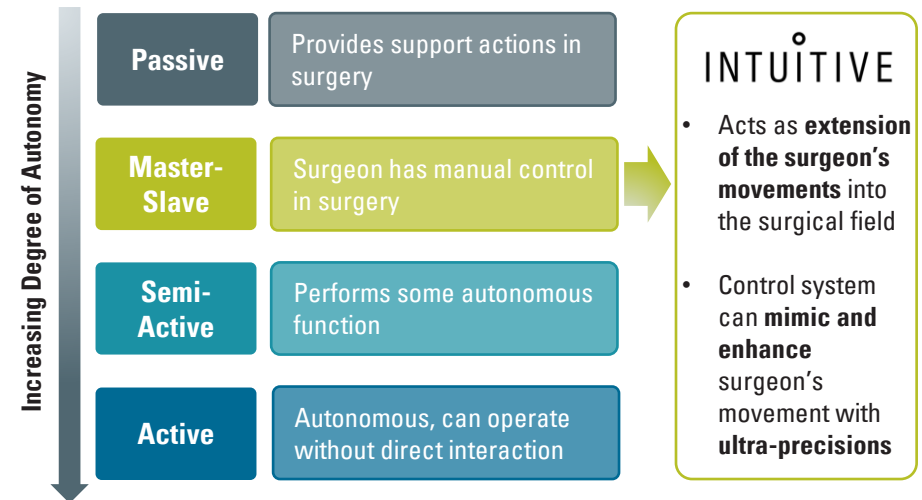 Increasing Degree of Autonomy
Passive
Provides support actions in
surgery
Master-
Slave
Surgeon has manual control
in surgery
Semi-
Active
Performs some autonomous
function
Active
Autonomous, can operate
without direct interaction
INTUITIVE
• Acts as extension
of the surgeon's
movements into
the surgical field
• Control system
can mimic and
enhance
surgeon's
movement with
ultra-precisions